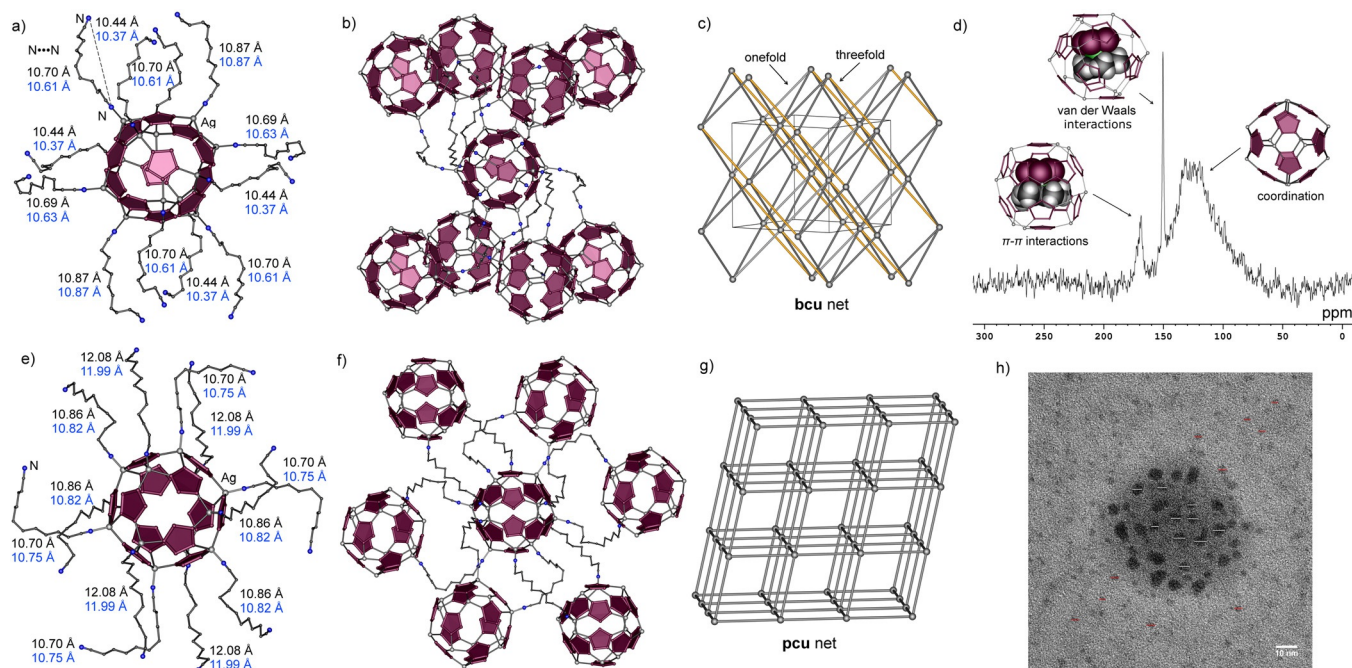 a)
N
10.44 Å
10.37 Å
N•••N
10.70 Å
10.61 Å
10.70 Å
10.61 Å
10.87 Å
10.87 Å
N
Ag
10.44 Å
10.37 Å
10.69 Å
10.63 Å
10.69 Å
10.63 Å
10.44 Å
10.37 Å
10.87 Å
10.87 Å
10.70 Å
10.61 Å
10.44 Å
10.37 Å
10.70 Å
10.61 Å
b)
c)
onefold
threefold
bcu net
d)
van der Waals
interactions
π-π interactions
coordination
ppm
300
250
200
150
100
50
0
e)
12.08 Å
11.99 Å
10.70 Å
10.75 Å
10.86 Å
10.82 Å
12.08 Å
11.99 Å
N
Ag
10.86 Å
10.82 Å
10.70 Å
10.75 Å
10.86 Å
10.82 Å
10.70 Å
10.75 Å
12.08 Å
11.99 Å
10.86 Å
10.82 Å
10.70 Å
10.75 Å
12.08 Å
11.99 Å
f)
g)
pcu net
h)
10 nm